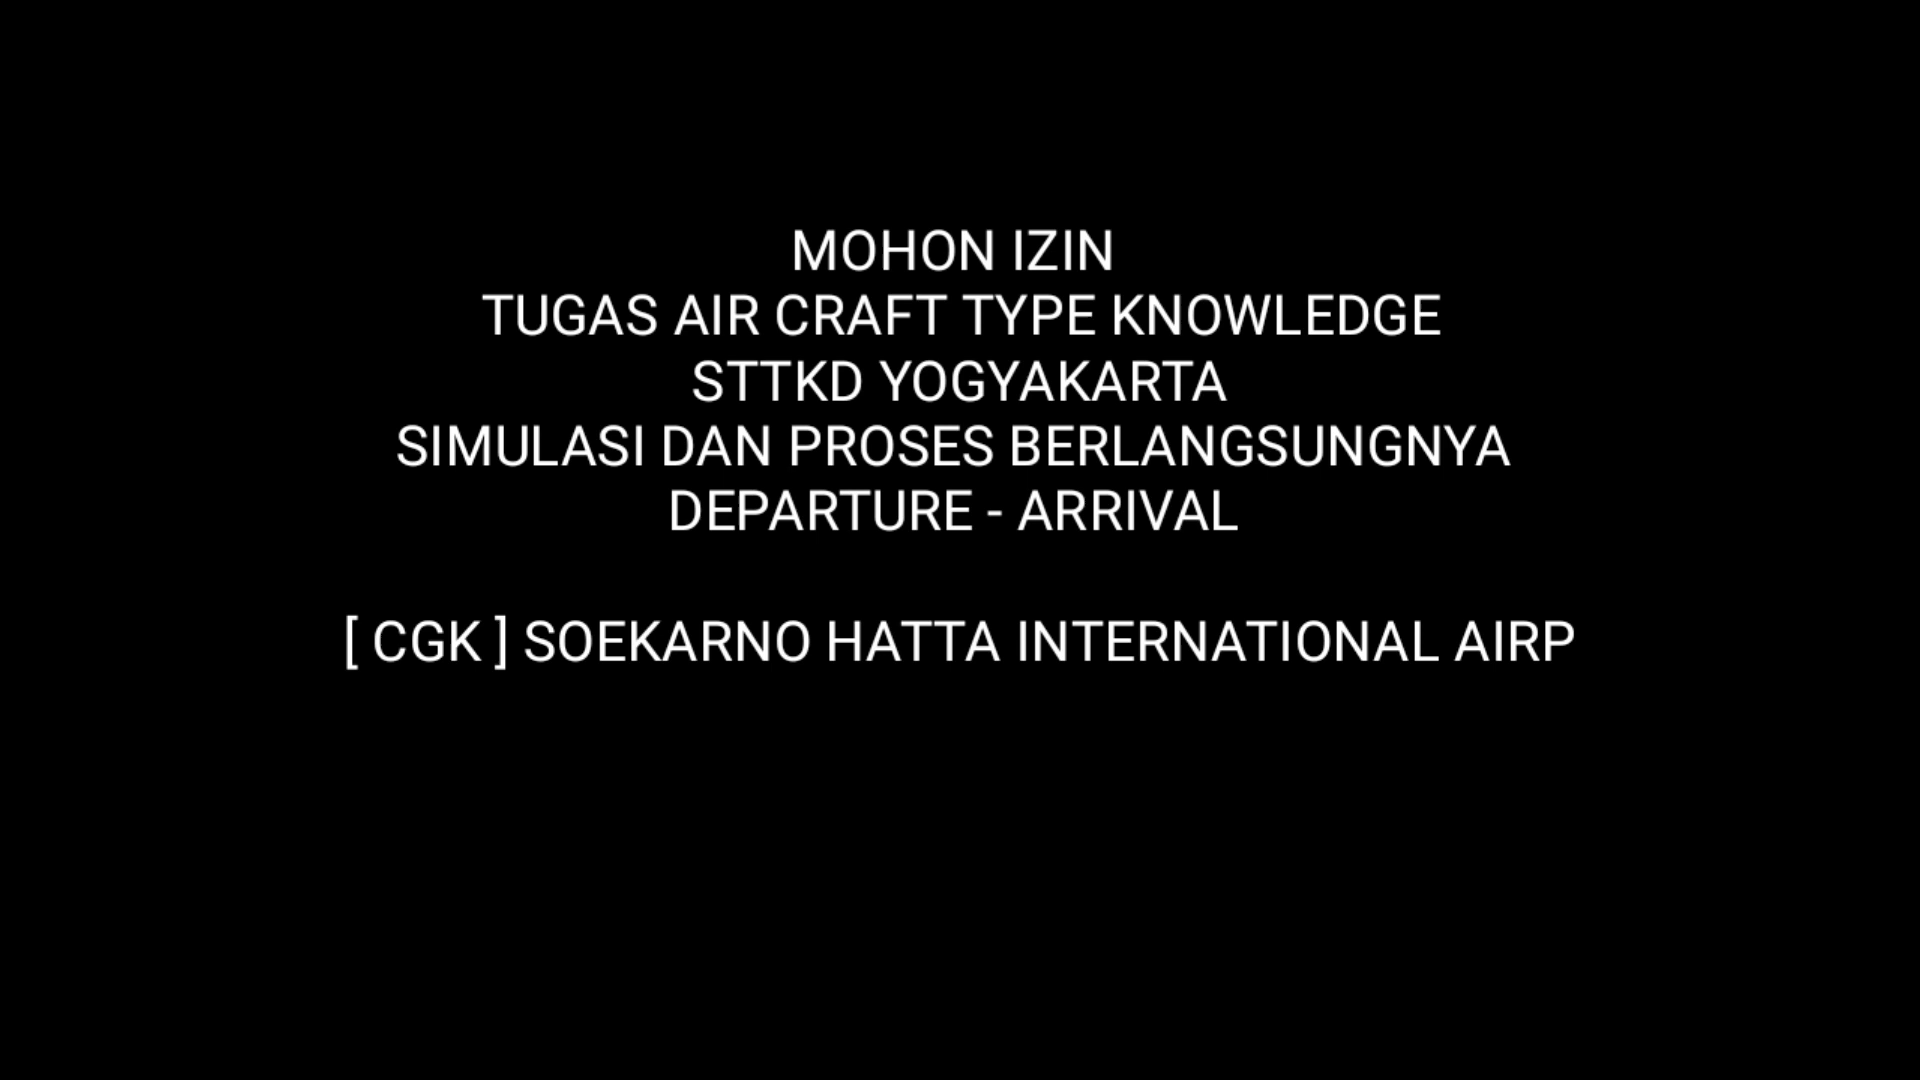 MOHON IZIN
TUGAS AIR CRAFT TYPE KNOWLEDGE
STTKD YOGYAKARTA
SIMULASI DAN PROSES BERLANGSUNGNYA
DEPARTURE - ARRIVAL
[ CGK ] SOEKARNO HATTA INTERNATIONAL AIRP